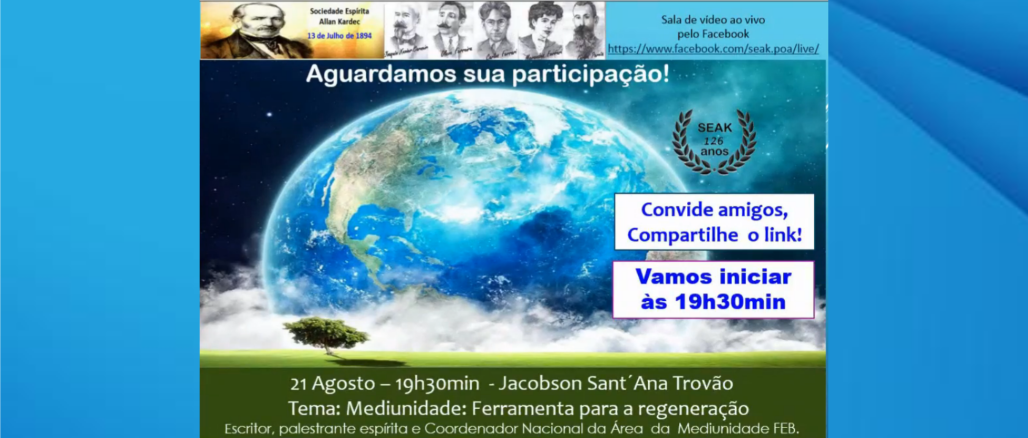 Sociedade Espírita
Allan Kardec
13 de Julho de 1894
Sala de vídeo ao vivo
pelo Facebook
https://www.facebook.com/seak.poa/live/
Aguardamos sua participação!
SEAK
126
anos
Convide amigos,
Compartilhe o link!
Vamos iniciar
às 19h30min
21 Agosto – 19h30min - Jacobson Sant´Ana Trovão
Tema: Mediunidade: Ferramenta para a regeneração
Escritor, palestrante espírita e Coordenador Nacional da Área da Mediunidade FEB.